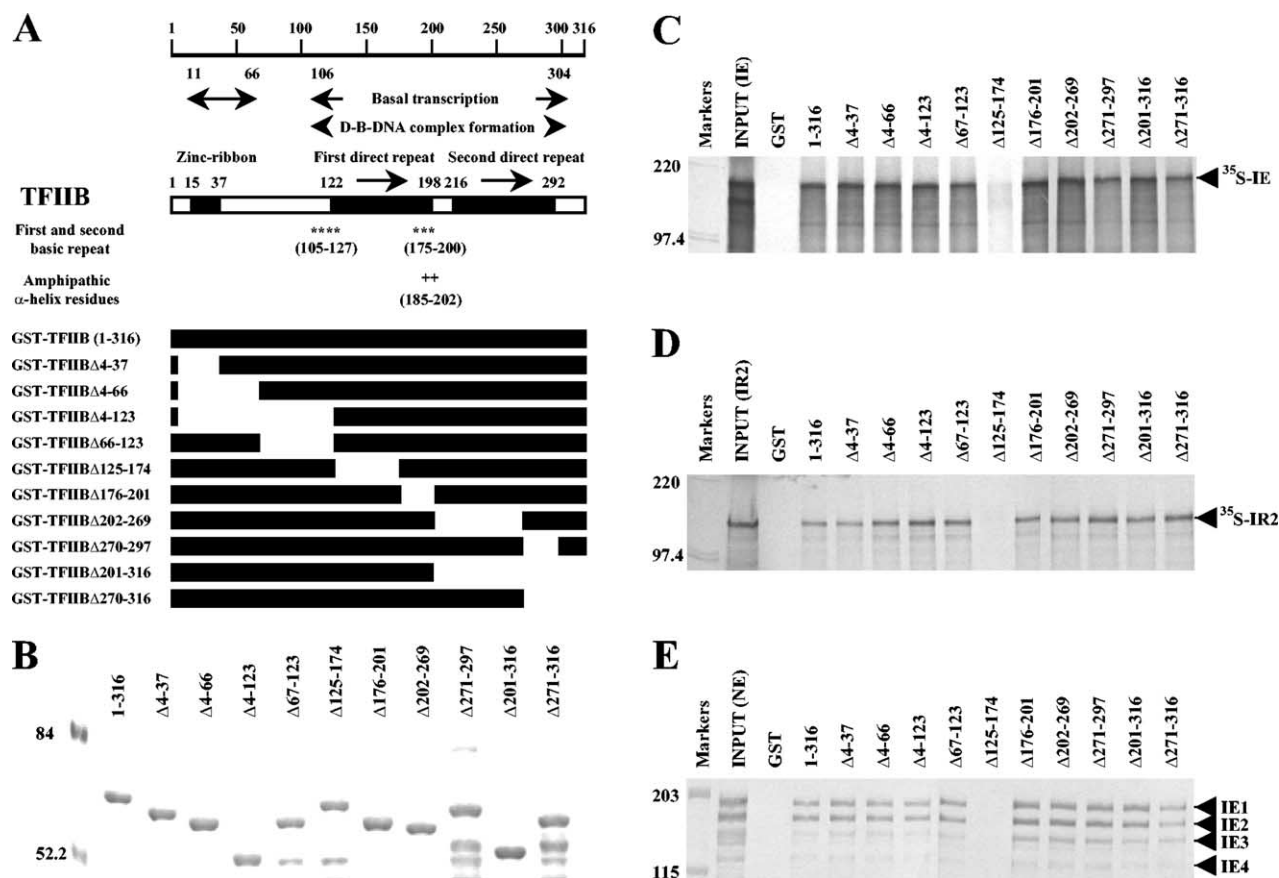 A
1 50 100 150 200 250 300 316
11 66 106 304
Basal transcription
D-B-DNA complex formation
Zinc-ribbon First direct repeat Second direct repeat
1 15 37 122 198 216 292
TFIIB
First and second
basic repeat
**** ***
(105-127) (175-200)
Amphipathic
α-helix residues
++
(185-202)
GST-TFIIB (1-316)
GST-TFIIBΔ4-37
GST-TFIIBΔ4-66
GST-TFIIBΔ4-123
GST-TFIIBΔ66-123
GST-TFIIBΔ125-174
GST-TFIIBΔ176-201
GST-TFIIBΔ202-269
GST-TFIIBΔ270-297
GST-TFIIBΔ201-316
GST-TFIIBΔ270-316
B
1-316 Δ4-37 Δ4-66 Δ4-123 Δ67-123 Δ125-174 Δ176-201 Δ202-269 Δ271-297 Δ201-316 Δ271-316
84
52.2
C
Markers INPUT (IE) GST 1-316 Δ4-37 Δ4-66 Δ4-123 Δ67-123 Δ125-174 Δ176-201 Δ202-269 Δ271-297 Δ201-316 Δ271-316
220
35S-IE
97.4
D
Markers INPUT (IR2) GST 1-316 Δ4-37 Δ4-66 Δ4-123 Δ67-123 Δ125-174 Δ176-201 Δ202-269 Δ271-297 Δ201-316 Δ271-316
220
35S-IR2
97.4
E
Markers INPUT (NE) GST 1-316 Δ4-37 Δ4-66 Δ4-123 Δ67-123 Δ125-174 Δ176-201 Δ202-269 Δ271-297 Δ201-316 Δ271-316
203
IE1
IE2
IE3
IE4
115